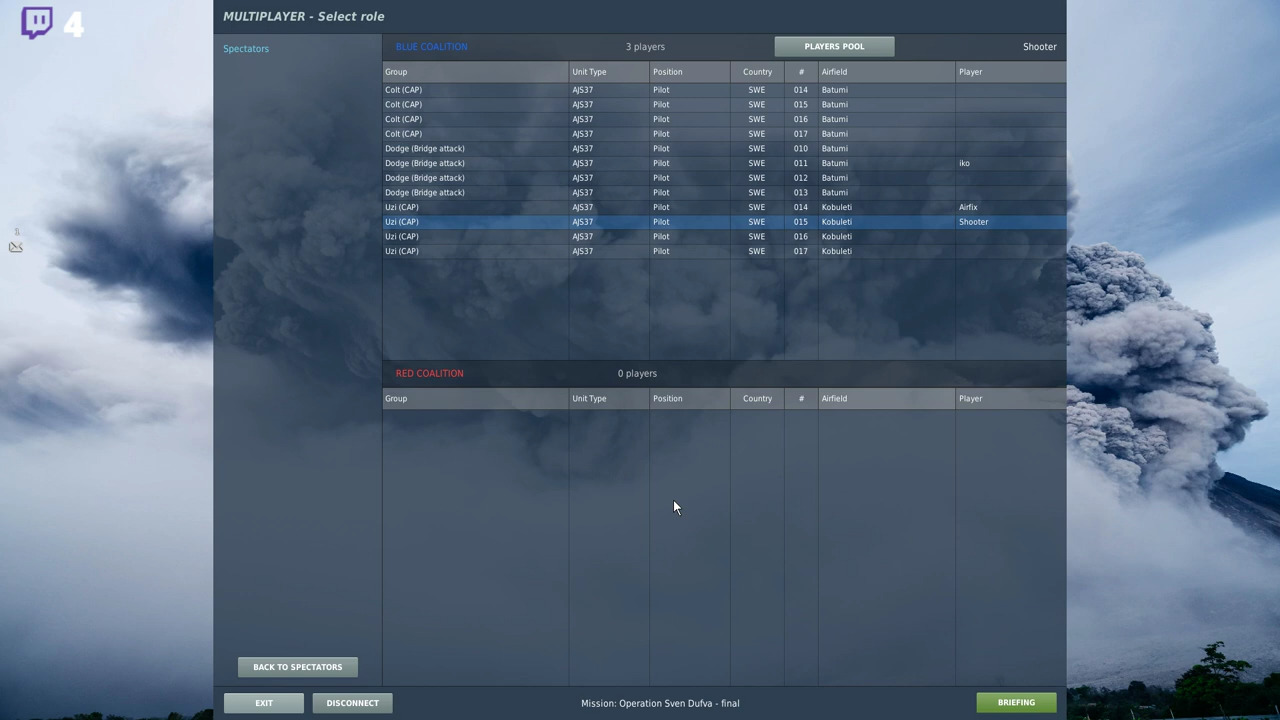 4
MULTIPLAYER - Select role
Spectators
BLUE COALITION 3 players PLAYERS POOL Shooter
Group Unit Type Position Country # Airfield Player
Colt (CAP) AJS37 Pilot SWE 014 Batumi
Colt (CAP) AJS37 Pilot SWE 015 Batumi
Colt (CAP) AJS37 Pilot SWE 016 Batumi
Colt (CAP) AJS37 Pilot SWE 017 Batumi
Dodge (Bridge attack) AJS37 Pilot SWE 010 Batumi
Dodge (Bridge attack) AJS37 Pilot SWE 011 Batumi iko
Dodge (Bridge attack) AJS37 Pilot SWE 012 Batumi
Dodge (Bridge attack) AJS37 Pilot SWE 013 Batumi
Uzi (CAP) AJS37 Pilot SWE 014 Kobuleti Airfix
Uzi (CAP) AJS37 Pilot SWE 015 Kobuleti Shooter
Uzi (CAP) AJS37 Pilot SWE 016 Kobuleti
Uzi (CAP) AJS37 Pilot SWE 017 Kobuleti
RED COALITION 0 players
Group Unit Type Position Country # Airfield Player
BACK TO SPECTATORS
EXIT DISCONNECT Mission: Operation Sven Dufva - final BRIEFING